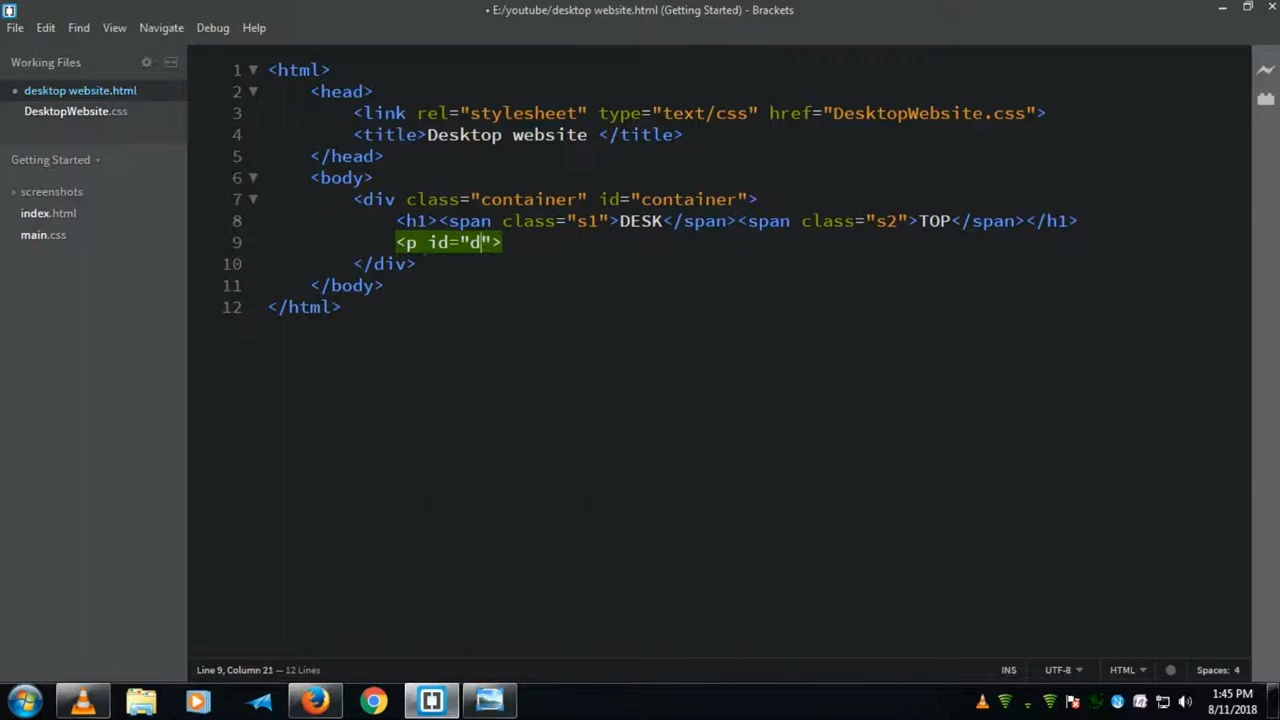 • E:/youtube/desktop website.html (Getting Started) - Brackets
File Edit Find View Navigate Debug Help
Working Files
• desktop website.html
DesktopWebsite.css
Getting Started
screenshots
index.html
main.css
1 <html>
2 <head>
3 <link rel="stylesheet" type="text/css" href="DesktopWebsite.css">
4 <title>Desktop website </title>
5 </head>
6 <body>
7 <div class="container" id="container">
8 <h1><span class="s1">DESK</span><span class="s2">TOP</span></h1>
9 <p id="d">
10 </div>
11 </body>
12 </html>
Line 9, Column 21 — 12 Lines
INS UTF-8 HTML Spaces: 4
1:45 PM
8/11/2018